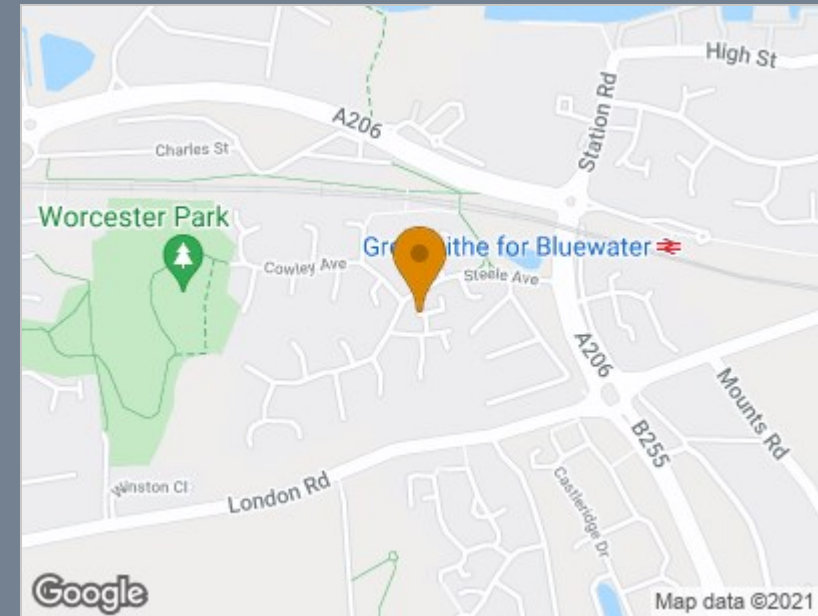 High St
A206
Station Rd
Charles St
Worcester Park
Cowley Ave
Gre ithe for Bluewater
Steele Ave
A206
Mounts Rd
B255
Winston Cl
London Rd
Castleridge Dr
Google
Map data ©2021